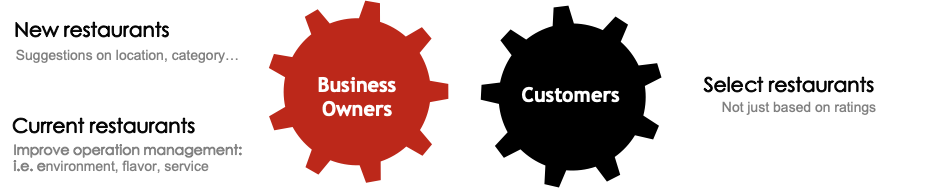 New restaurants
Suggestions on location, category…
Current restaurants
Improve operation management:
i.e. environment, flavor, service
Business
Owners
Customers
Select restaurants
Not just based on ratings